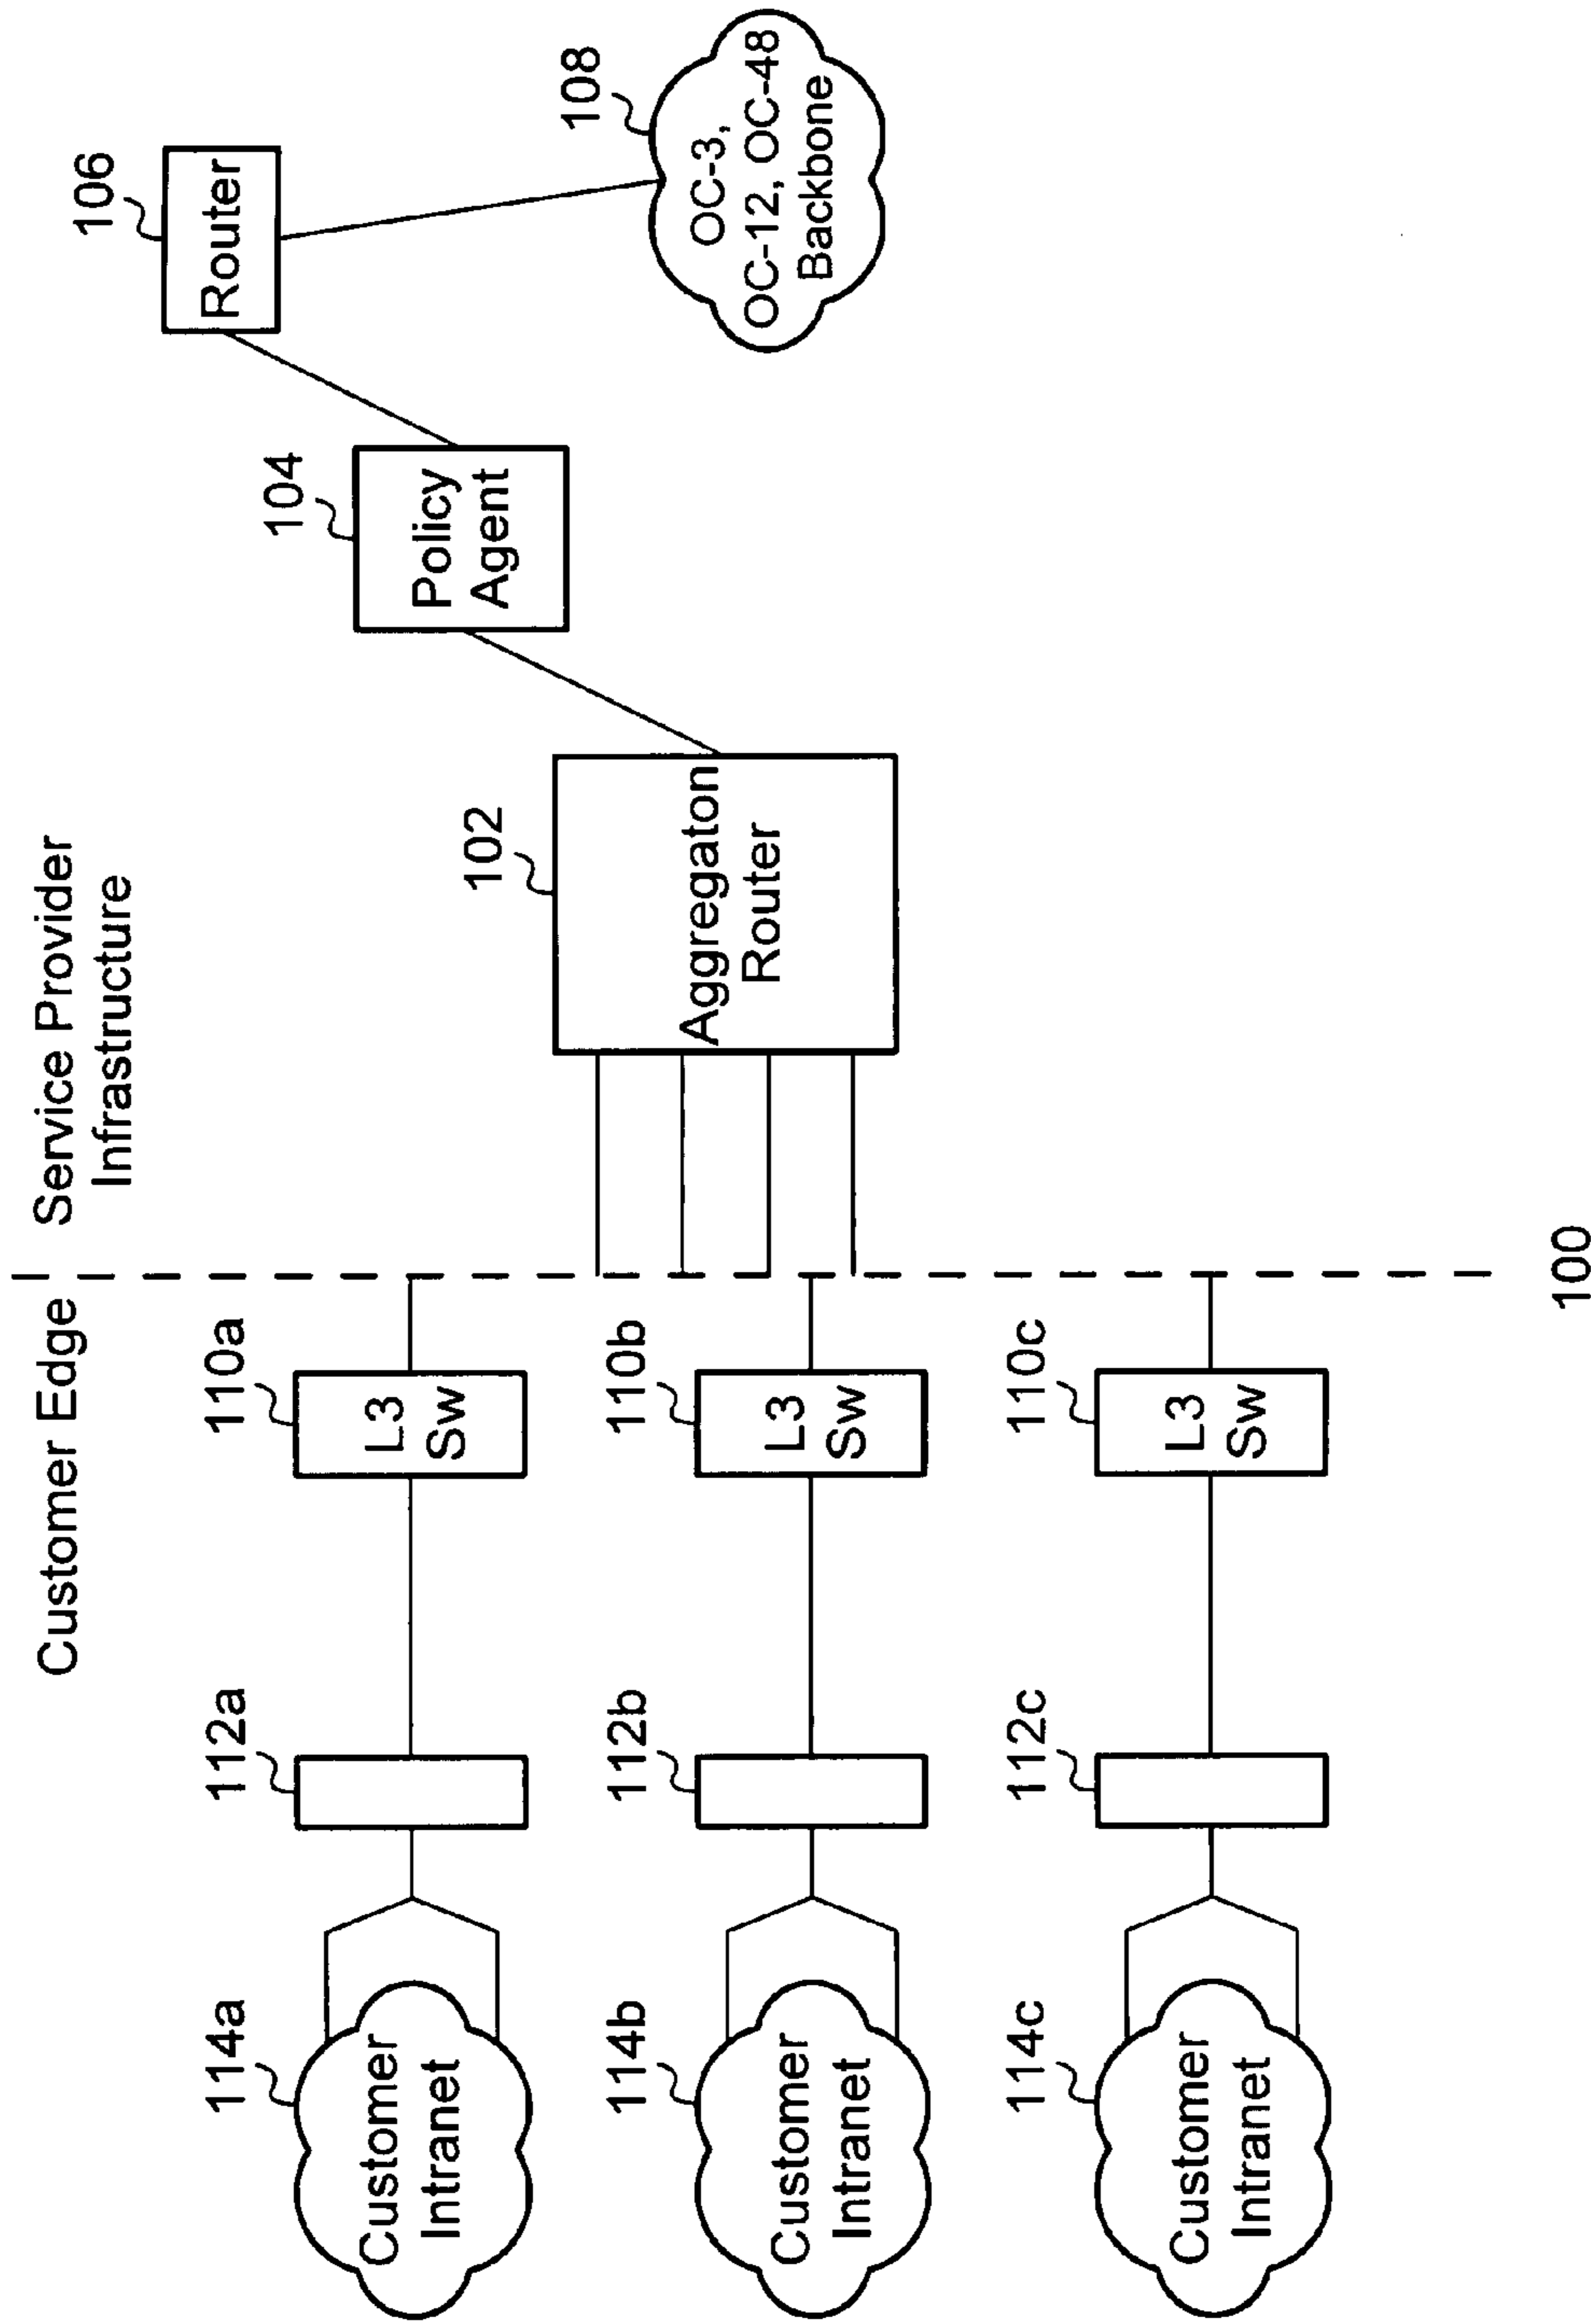 Customer Edge
Service Provider
Infrastructure
106
Router
104
Policy
Agent
108
OC-3,
OC-12, OC-48
Backbone
102
Aggregaton
Router
114a
Customer
Intranet
112a
110a
L3
Sw
114b
Customer
Intranet
112b
110b
L3
Sw
114c
Customer
Intranet
112c
110c
L3
Sw
100